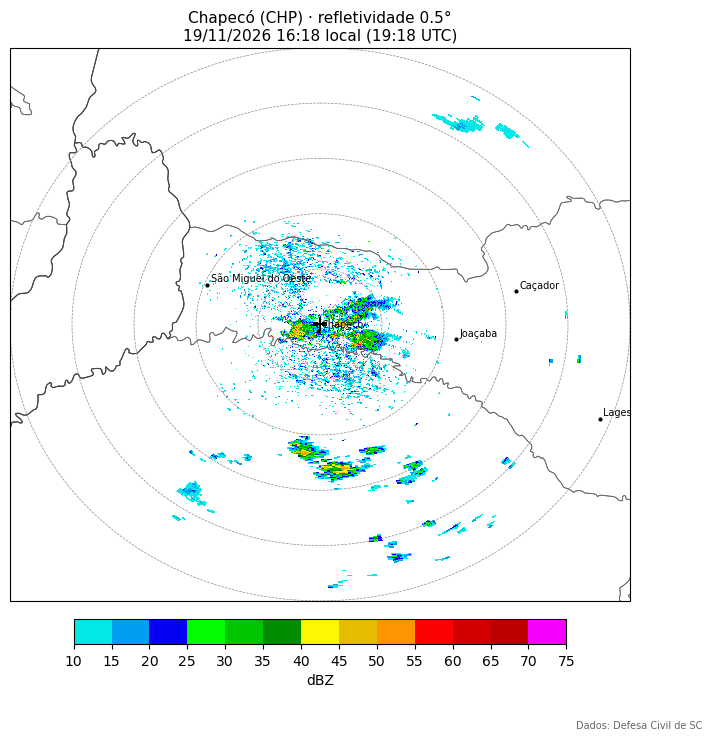 Chapecó (CHP) · refletividade 0.5°
19/11/2026 16:18 local (19:18 UTC)
São Miguel do Oeste
Caçador
Chapecó
Joaçaba
Lages
10 15 20 25 30 35 40 45 50 55 60 65 70 75
dBZ
Dados: Defesa Civil de SC